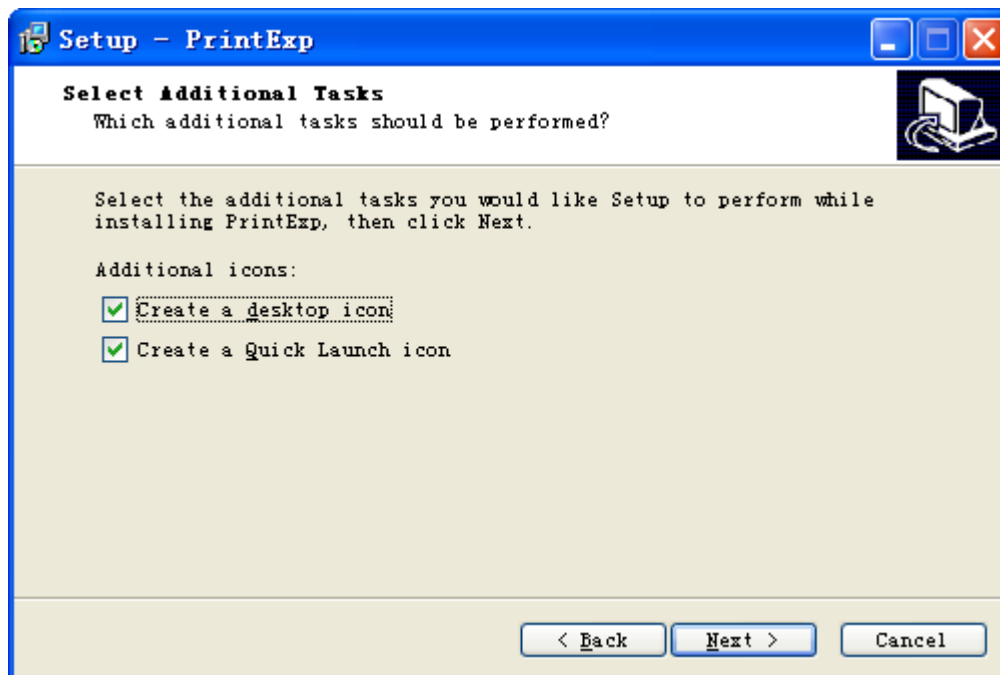 Setup - PrintExp
Select Additional Tasks
Which additional tasks should be performed?
Select the additional tasks you would like Setup to perform while
installing PrintExp, then click Next.
Additional icons:
Create a desktop icon
Create a Quick Launch icon
< Back
Next >
Cancel